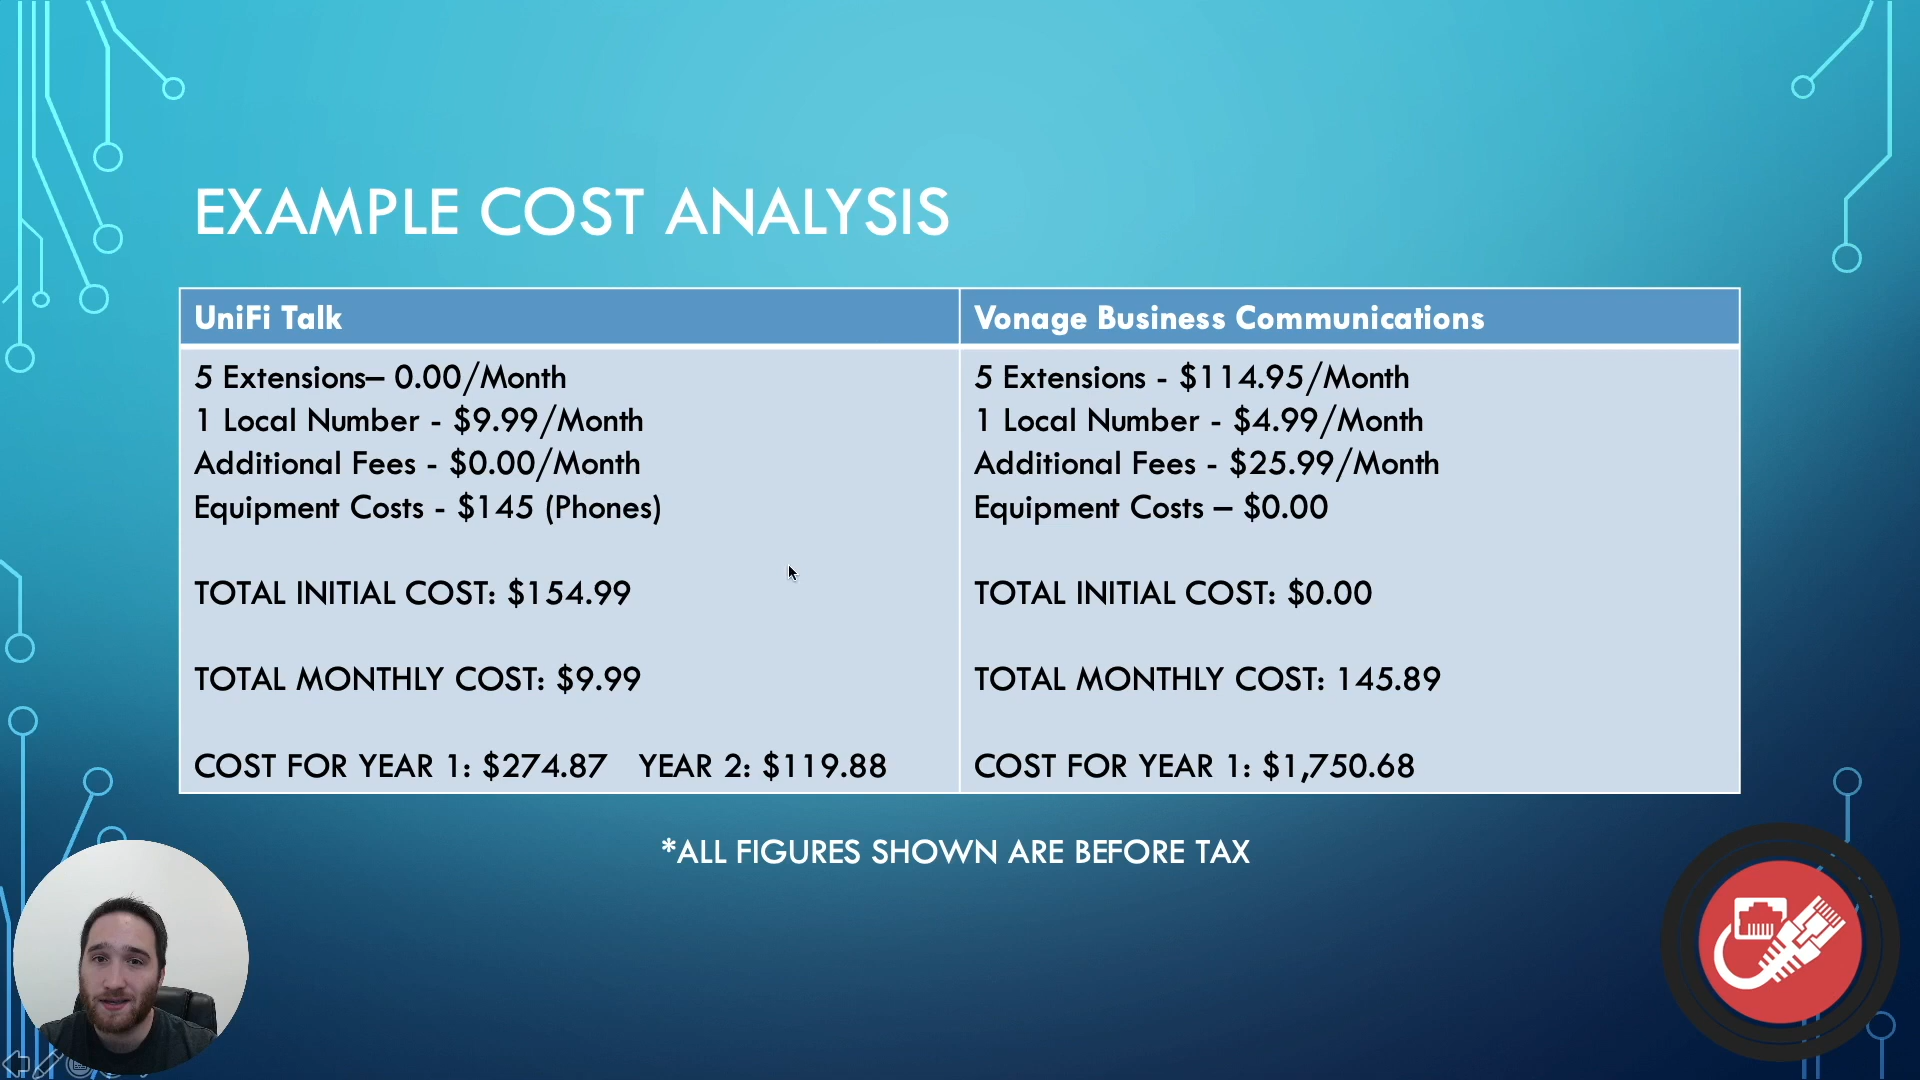 EXAMPLE COST ANALYSIS
UniFi Talk
5 Extensions– 0.00/Month
1 Local Number - $9.99/Month
Additional Fees - $0.00/Month
Equipment Costs - $145 (Phones)
TOTAL INITIAL COST: $154.99
TOTAL MONTHLY COST: $9.99
COST FOR YEAR 1: $274.87 YEAR 2: $119.88
Vonage Business Communications
5 Extensions - $114.95/Month
1 Local Number - $4.99/Month
Additional Fees - $25.99/Month
Equipment Costs – $0.00
TOTAL INITIAL COST: $0.00
TOTAL MONTHLY COST: 145.89
COST FOR YEAR 1: $1,750.68
*ALL FIGURES SHOWN ARE BEFORE TAX